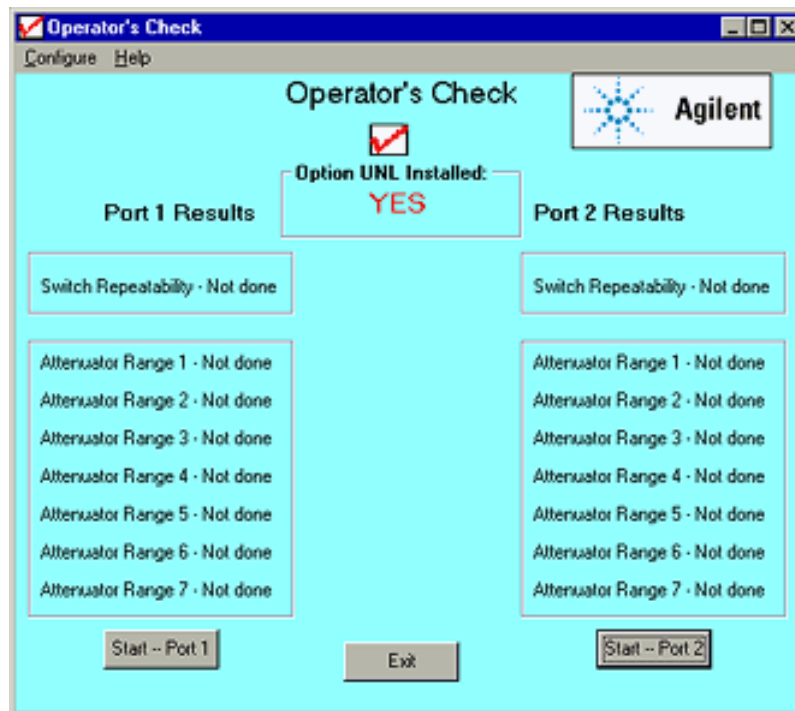 Operator's Check
Configure Help
Operator's Check
Agilent
Option UNL Installed:
YES
Port 1 Results
Port 2 Results
Switch Repeatability - Not done
Switch Repeatability - Not done
Attenuator Range 1 - Not done
Attenuator Range 2 - Not done
Attenuator Range 3 - Not done
Attenuator Range 4 - Not done
Attenuator Range 5 - Not done
Attenuator Range 6 - Not done
Attenuator Range 7 - Not done
Attenuator Range 1 - Not done
Attenuator Range 2 - Not done
Attenuator Range 3 - Not done
Attenuator Range 4 - Not done
Attenuator Range 5 - Not done
Attenuator Range 6 - Not done
Attenuator Range 7 - Not done
Start -- Port 1
Exit
Start -- Port 2